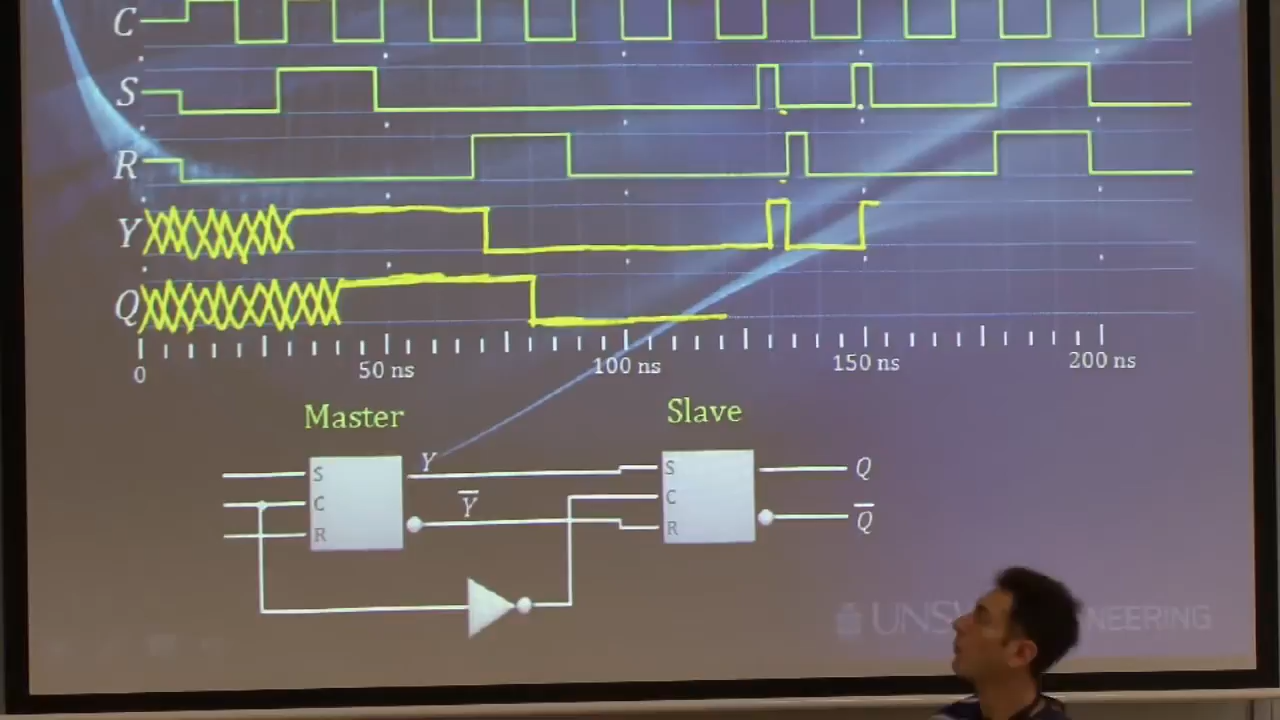 C
S
R
Y
Q
0 50 ns 100 ns 150 ns 200 ns
Master Slave
S Y S Q
C Y̅ C
R R Q̅